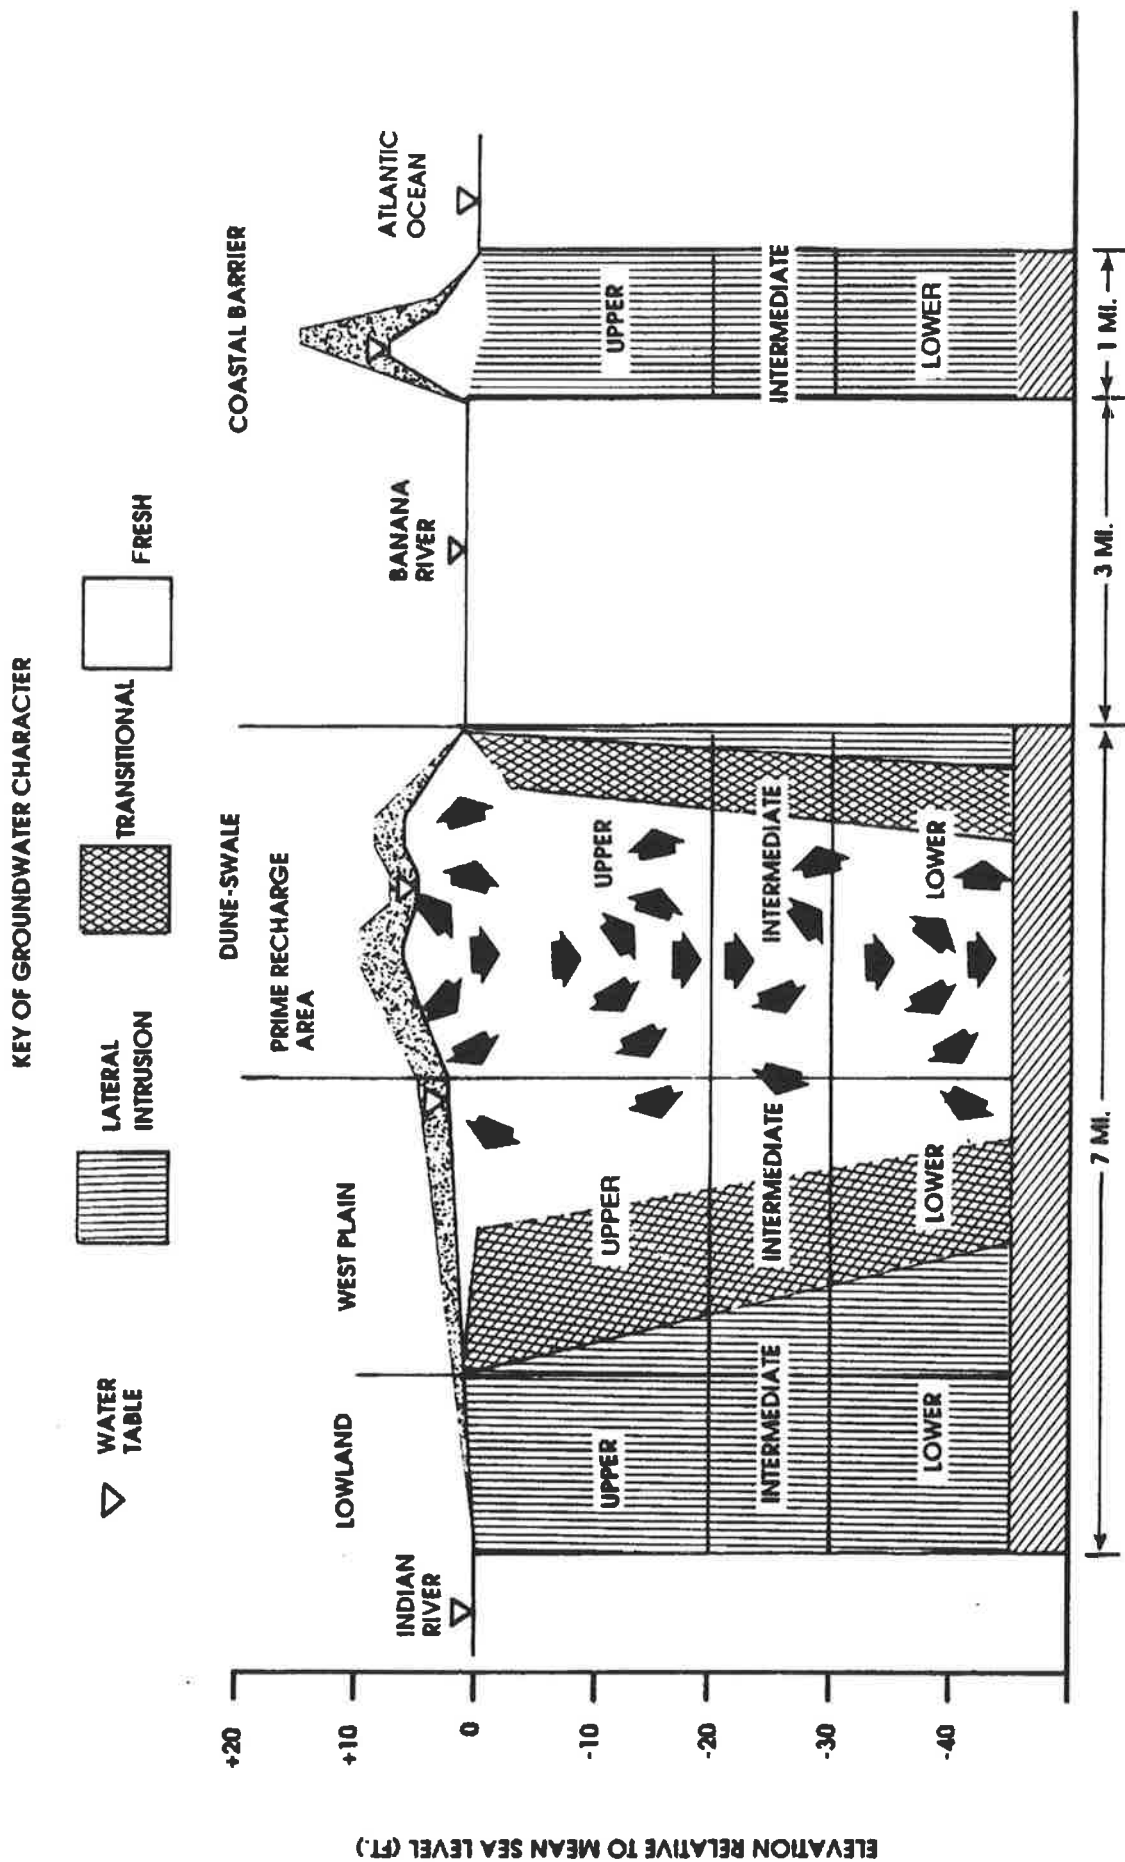 KEY OF GROUNDWATER CHARACTER
WATER
TABLE
LATERAL
INTRUSION
TRANSITIONAL
FRESH
LOWLAND
WEST PLAIN
PRIME RECHARGE
AREA
DUNE-SWALE
COASTAL BARRIER
INDIAN
RIVER
BANANA
RIVER
ATLANTIC
OCEAN
+20
+10
0
-10
-20
-30
-40
ELEVATION RELATIVE TO MEAN SEA LEVEL (FT.)
UPPER
UPPER
UPPER
UPPER
INTERMEDIATE
INTERMEDIATE
INTERMEDIATE
INTERMEDIATE
LOWER
LOWER
LOWER
LOWER
7 MI.
3 MI.
1 MI.